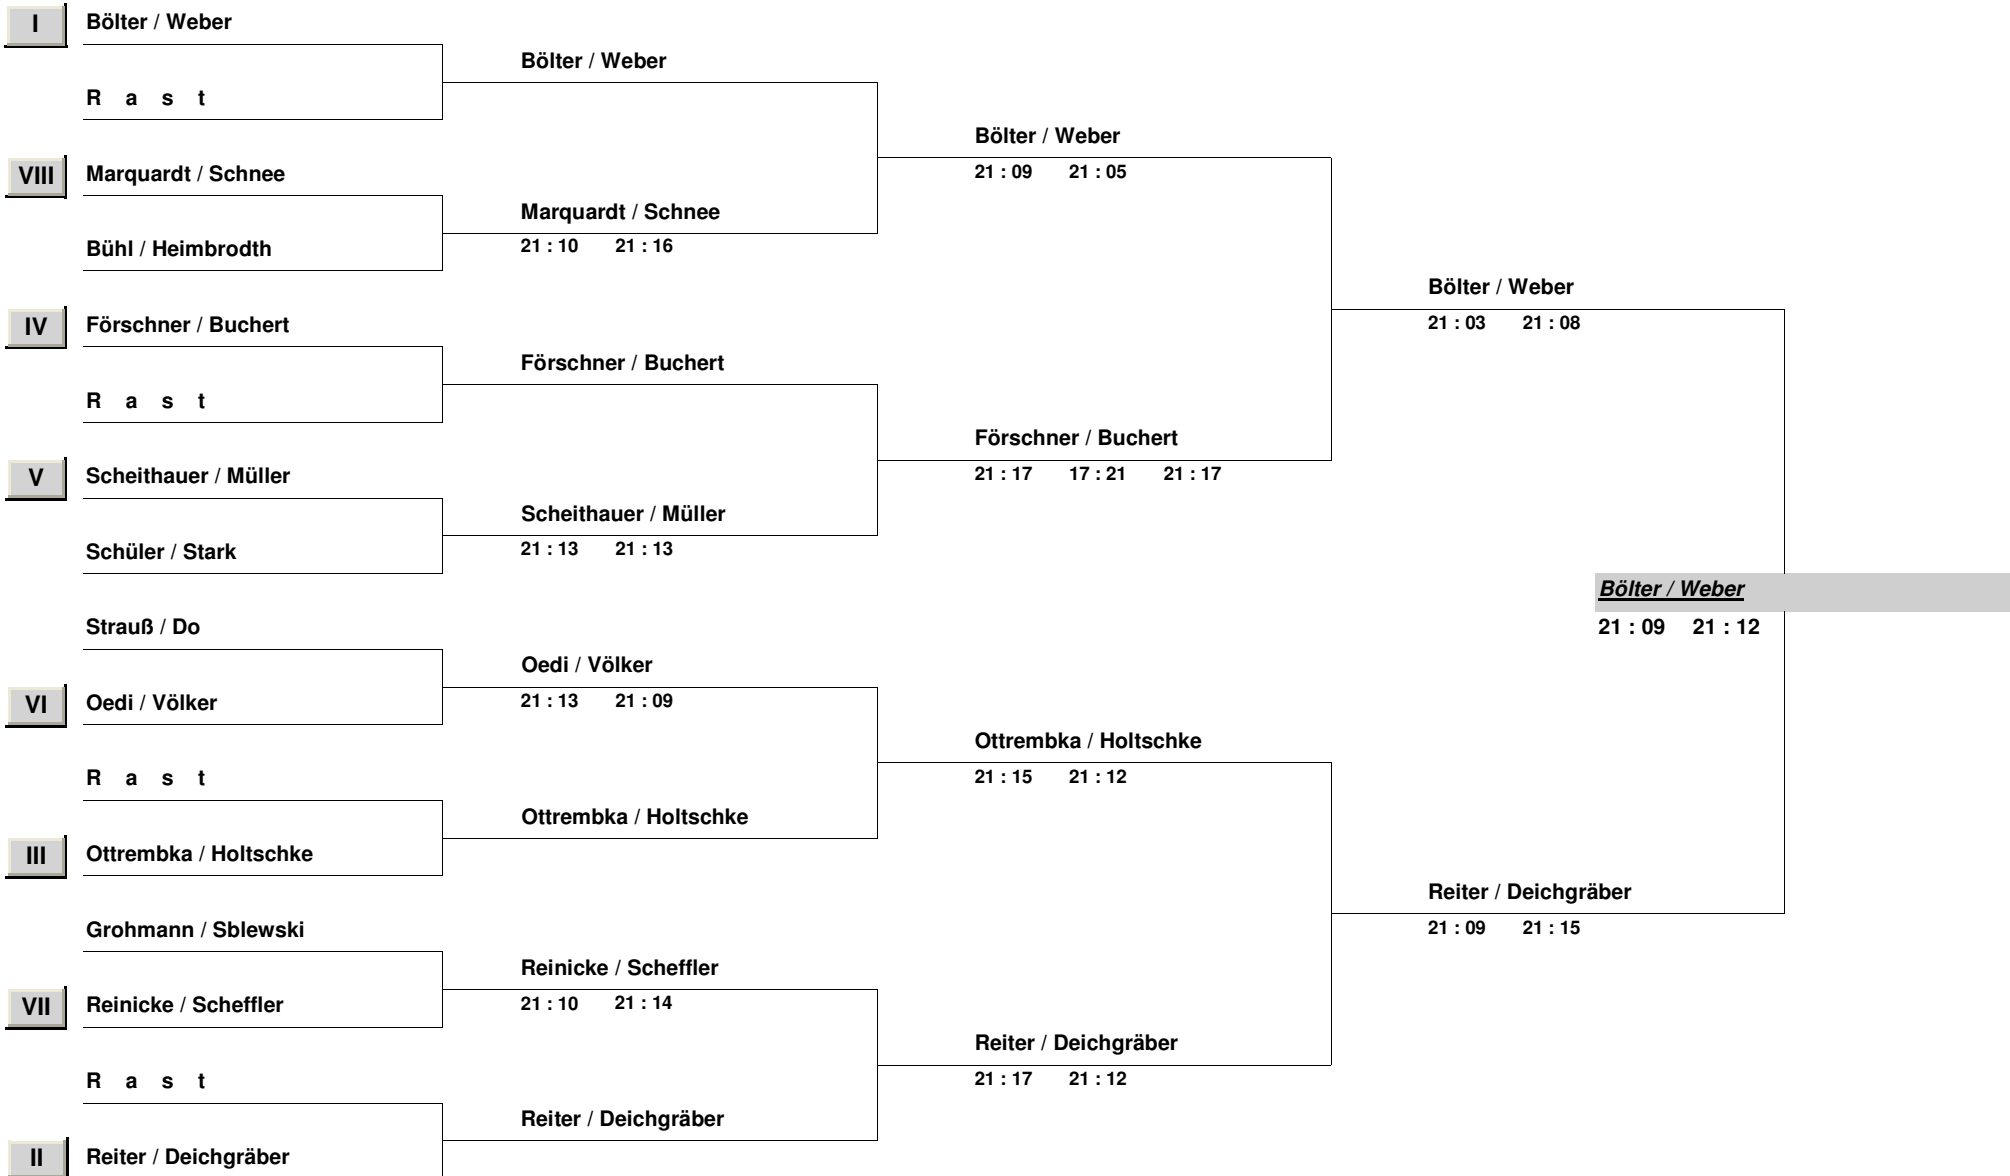 I Bölter / Weber
Bölter / Weber
R a s t
Bölter / Weber
VIII Marquardt / Schnee
21 : 09 21 : 05
Marquardt / Schnee
Bühl / Heimbrodth
21 : 10 21 : 16
Bölter / Weber
IV Förschner / Buchert
21 : 03 21 : 08
Förschner / Buchert
R a s t
Förschner / Buchert
V Scheithauer / Müller
21 : 17 17 : 21 21 : 17
Scheithauer / Müller
Schüler / Stark
21 : 13 21 : 13
Bölter / Weber
Strauß / Do
21 : 09 21 : 12
Oedi / Völker
VI Oedi / Völker
21 : 13 21 : 09
Ottrembka / Holtschke
R a s t
21 : 15 21 : 12
Ottrembka / Holtschke
III Ottrembka / Holtschke
Reiter / Deichgräber
Grohmann / Sblewski
21 : 09 21 : 15
Reinicke / Scheffler
VII Reinicke / Scheffler
21 : 10 21 : 14
Reiter / Deichgräber
R a s t
21 : 17 21 : 12
Reiter / Deichgräber
II Reiter / Deichgräber